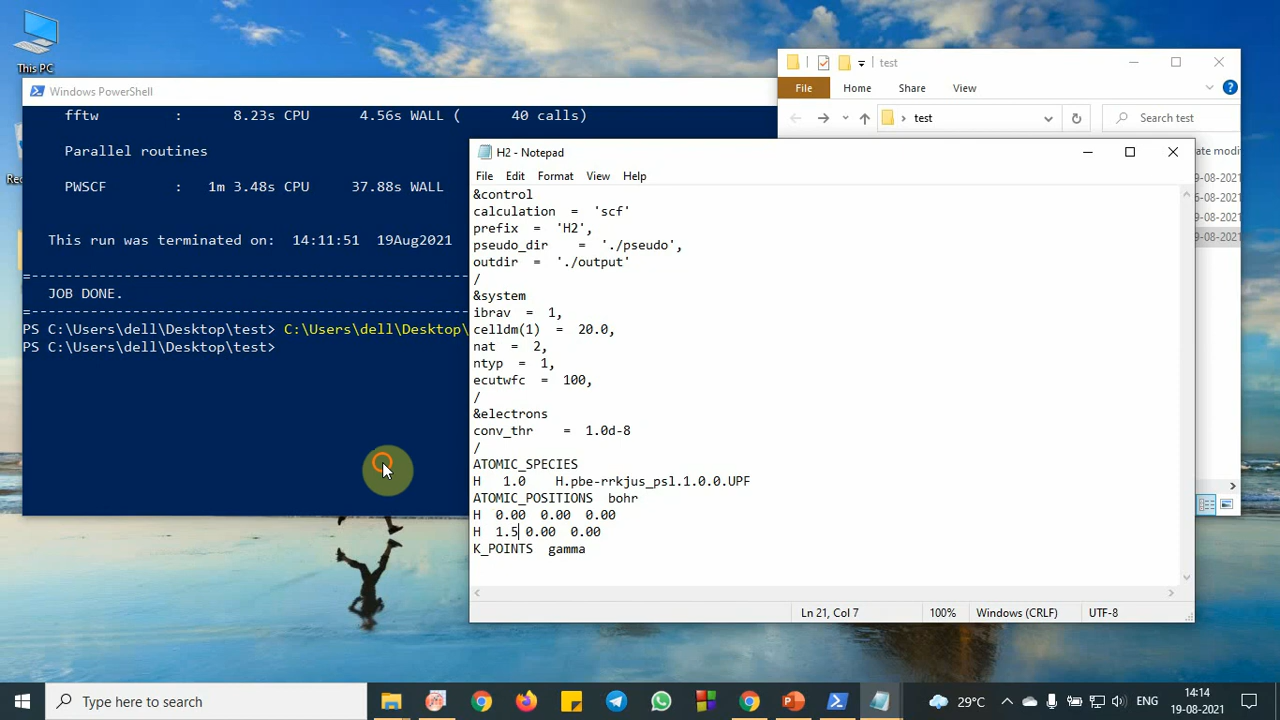 This PC
Windows PowerShell
fftw : 8.23s CPU 4.56s WALL ( 40 calls)
Parallel routines
PWSCF : 1m 3.48s CPU 37.88s WALL
This run was terminated on: 14:11:51 19Aug2021
=------------------------------------------------
JOB DONE.
=------------------------------------------------
PS C:\Users\dell\Desktop\test> C:\Users\dell\Desktop\
PS C:\Users\dell\Desktop\test>
test
File Home Share View
test
Search test
H2 - Notepad
File Edit Format View Help
&control
calculation = 'scf'
prefix = 'H2',
pseudo_dir = './pseudo',
outdir = './output'
/
&system
ibrav = 1,
celldm(1) = 20.0,
nat = 2,
ntyp = 1,
ecutwfc = 100,
/
&electrons
conv_thr = 1.0d-8
/
ATOMIC_SPECIES
H 1.0 H.pbe-rrkjus_psl.1.0.0.UPF
ATOMIC_POSITIONS bohr
H 0.00 0.00 0.00
H 1.5 0.00 0.00
K_POINTS gamma
Ln 21, Col 7 100% Windows (CRLF) UTF-8
Type here to search
29°C
ENG
14:14
19-08-2021